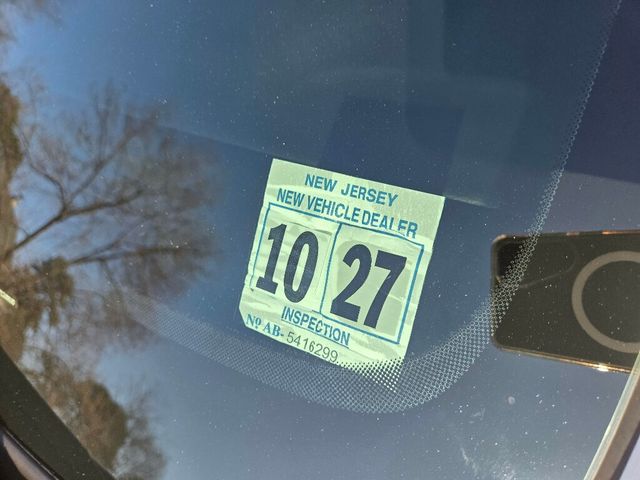 NEW JERSEY
NEW VEHICLE DEALER
10 27
INSPECTION
Nº AB-5416299